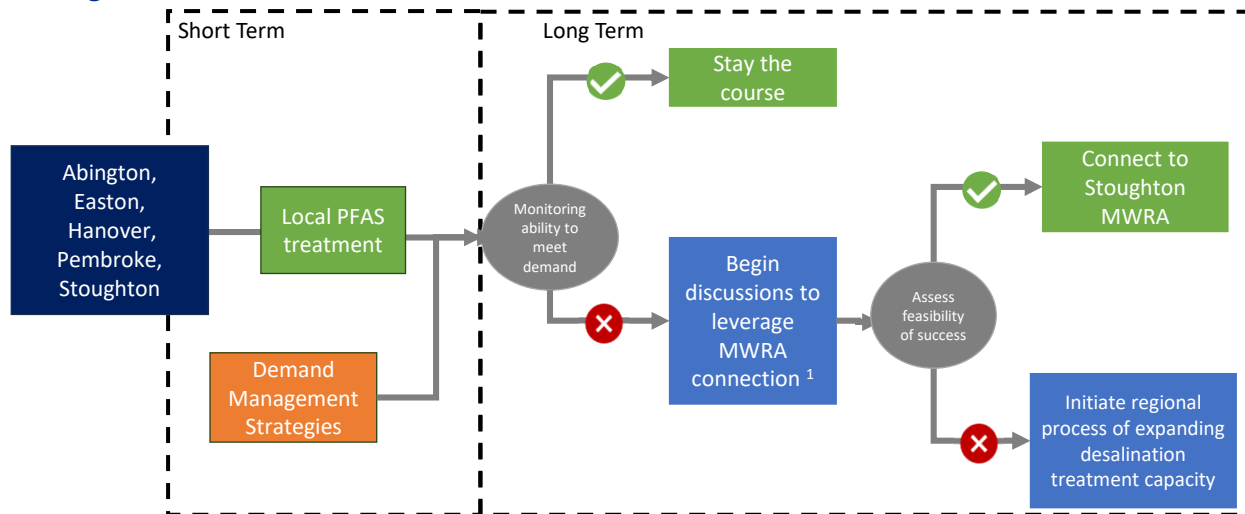 Short Term
Long Term
Stay the
course
Abington,
Easton,
Hanover,
Pembroke,
Stoughton
Local PFAS
treatment
Demand
Management
Strategies
Monitoring
ability to
meet
demand
Begin
discussions to
leverage
MWRA
connection 1
Assess
feasibility
of success
Connect to
Stoughton
MWRA
Initiate regional
process of expanding
desalination
treatment capacity